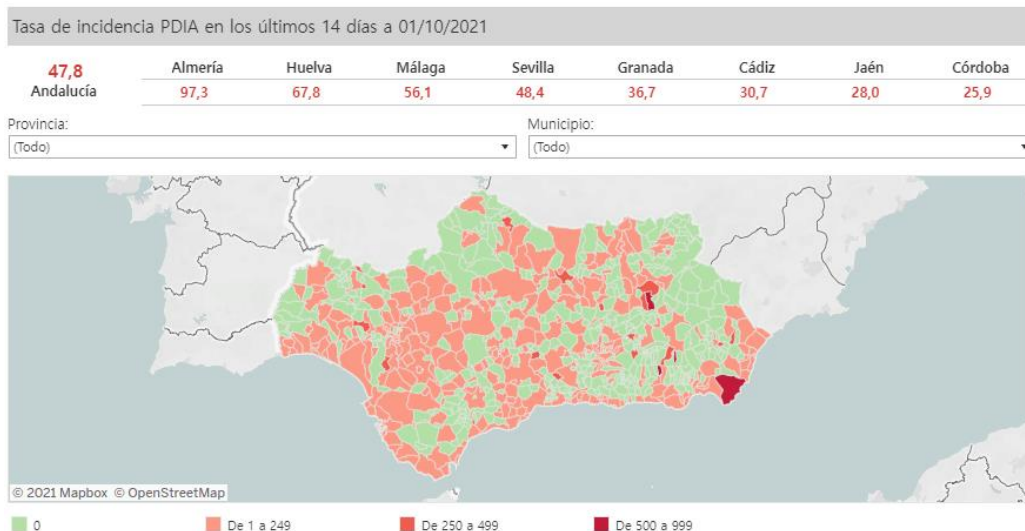 Tasa de incidencia PDIA en los últimos 14 días a 01/10/2021
47,8 Almería Huelva Málaga Sevilla Granada Cádiz Jaén Córdoba
Andalucía 97,3 67,8 56,1 48,4 36,7 30,7 28,0 25,9
Provincia: Municipio:
(Todo) (Todo)
© 2021 Mapbox © OpenStreetMap
0 De 1 a 249 De 250 a 499 De 500 a 999